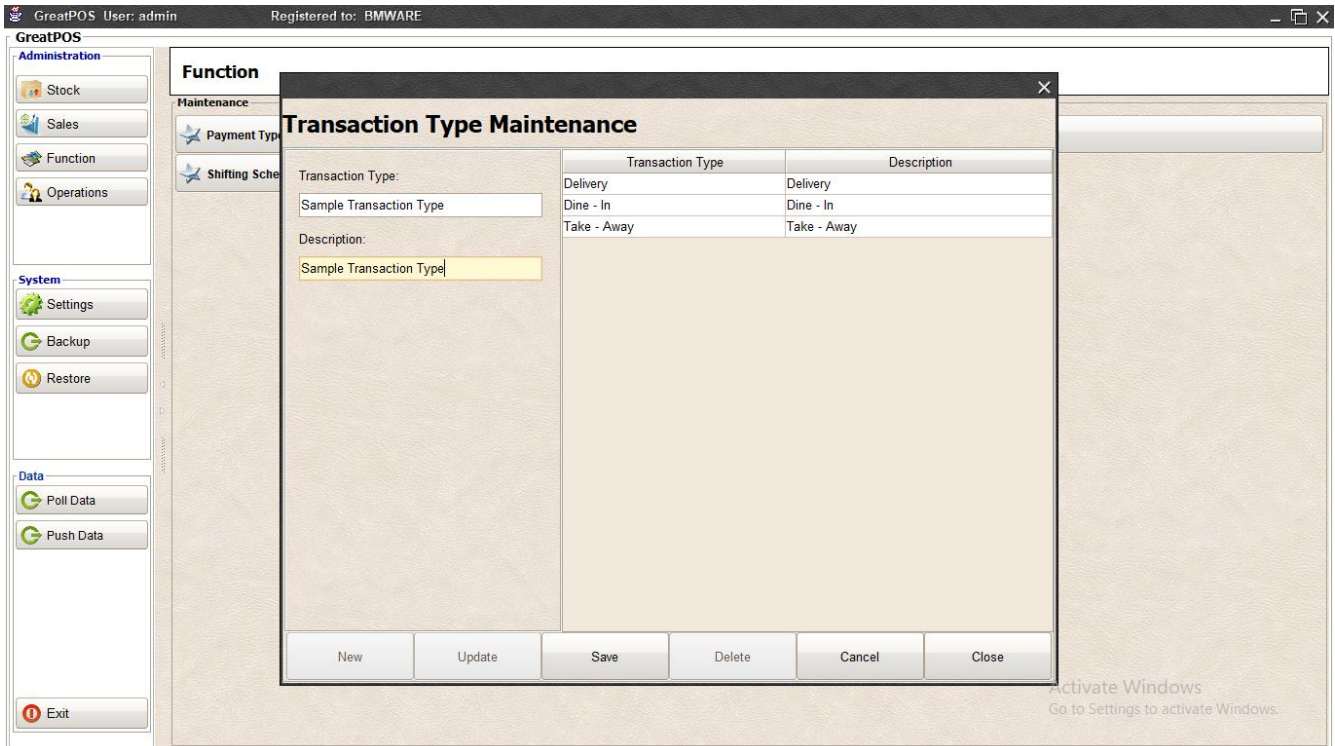 GreatPOS User: admin Registered to: BMWARE
GreatPOS
Administration
Stock
Sales
Function
Operations
System
Settings
Backup
Restore
Data
Poll Data
Push Data
Exit
Function
Maintenance
Payment Type
Shifting Sche
Transaction Type Maintenance
Transaction Type:
Sample Transaction Type
Description:
Sample Transaction Type
Transaction Type Description
Delivery Delivery
Dine - In Dine - In
Take - Away Take - Away
New Update Save Delete Cancel Close
Activate Windows
Go to Settings to activate Windows.